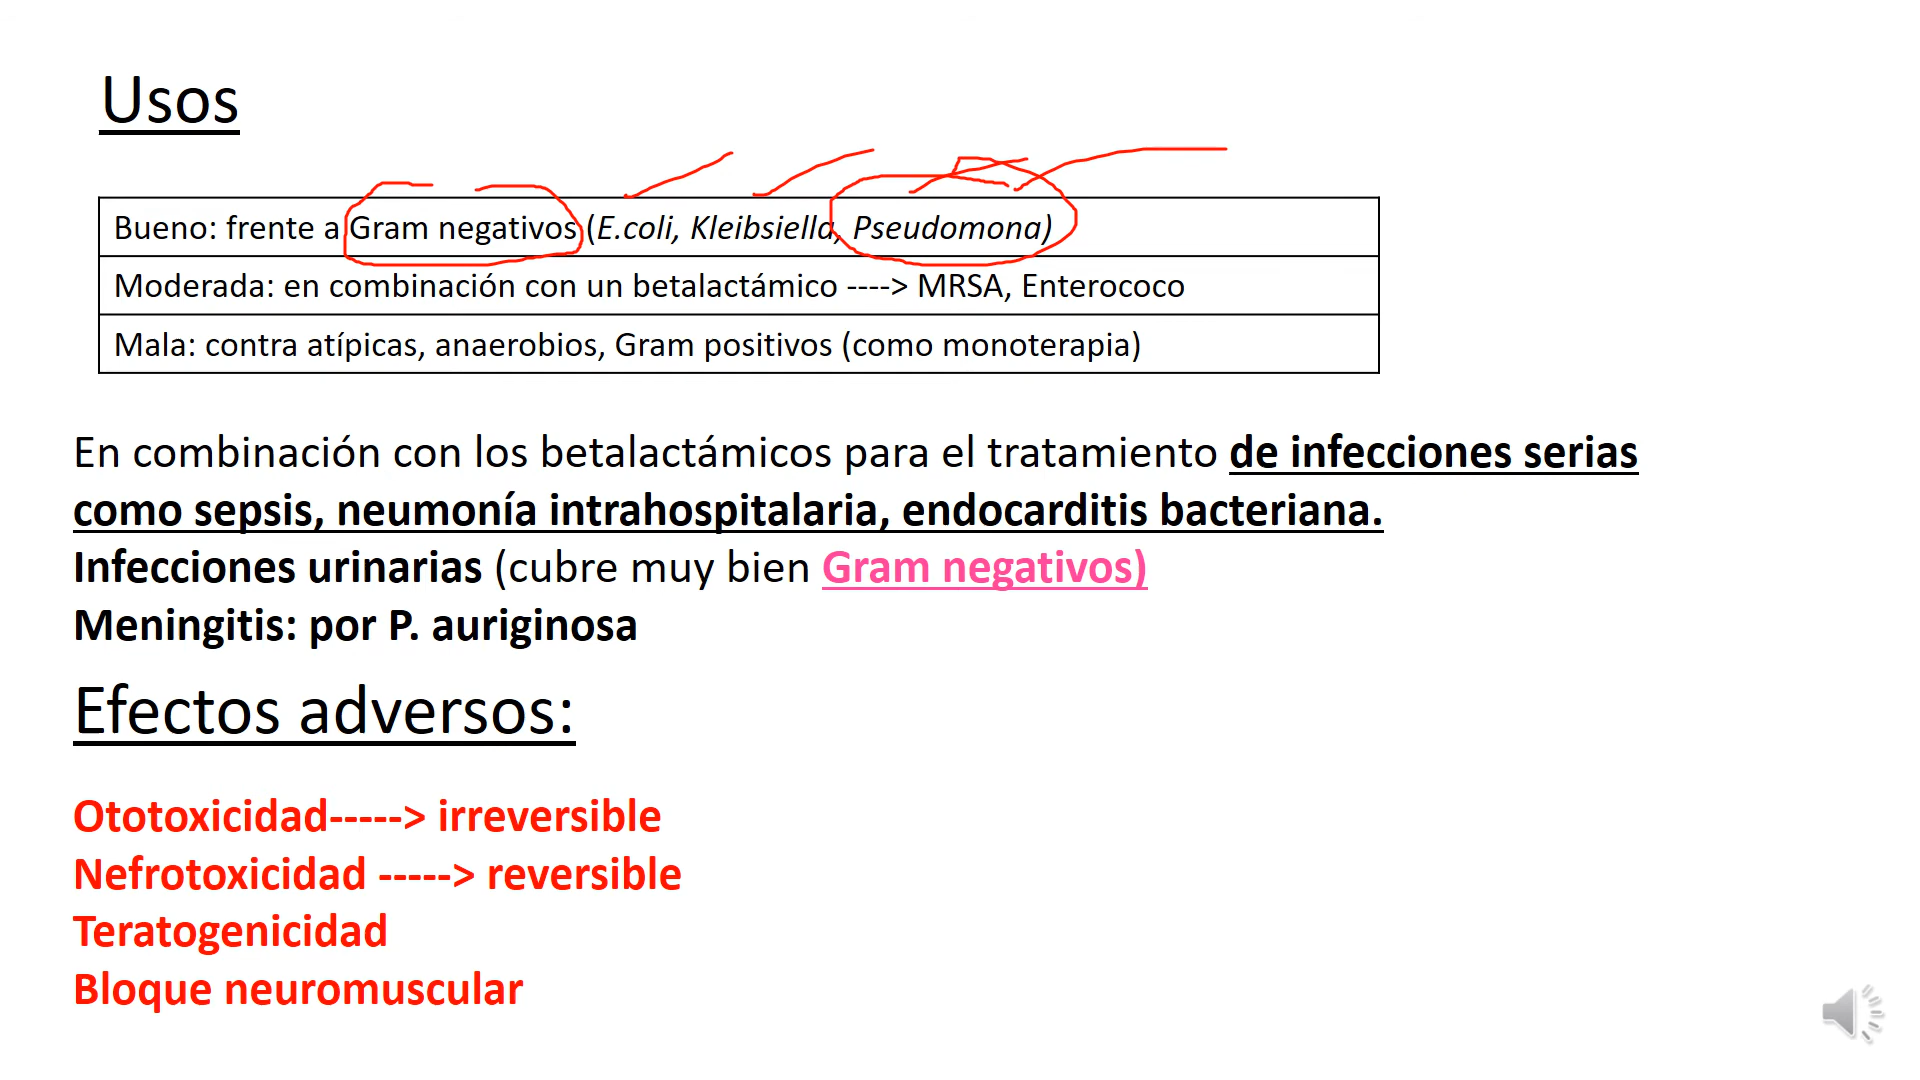 Usos
Bueno: frente a Gram negativos (E.coli, Kleibsiella, Pseudomona)
Moderada: en combinación con un betalactámico ----> MRSA, Enterococo
Mala: contra atípicas, anaerobios, Gram positivos (como monoterapia)
En combinación con los betalactámicos para el tratamiento de infecciones serias
como sepsis, neumonía intrahospitalaria, endocarditis bacteriana.
Infecciones urinarias (cubre muy bien Gram negativos)
Meningitis: por P. auriginosa
Efectos adversos:
Ototoxicidad-----> irreversible
Nefrotoxicidad -----> reversible
Teratogenicidad
Bloque neuromuscular